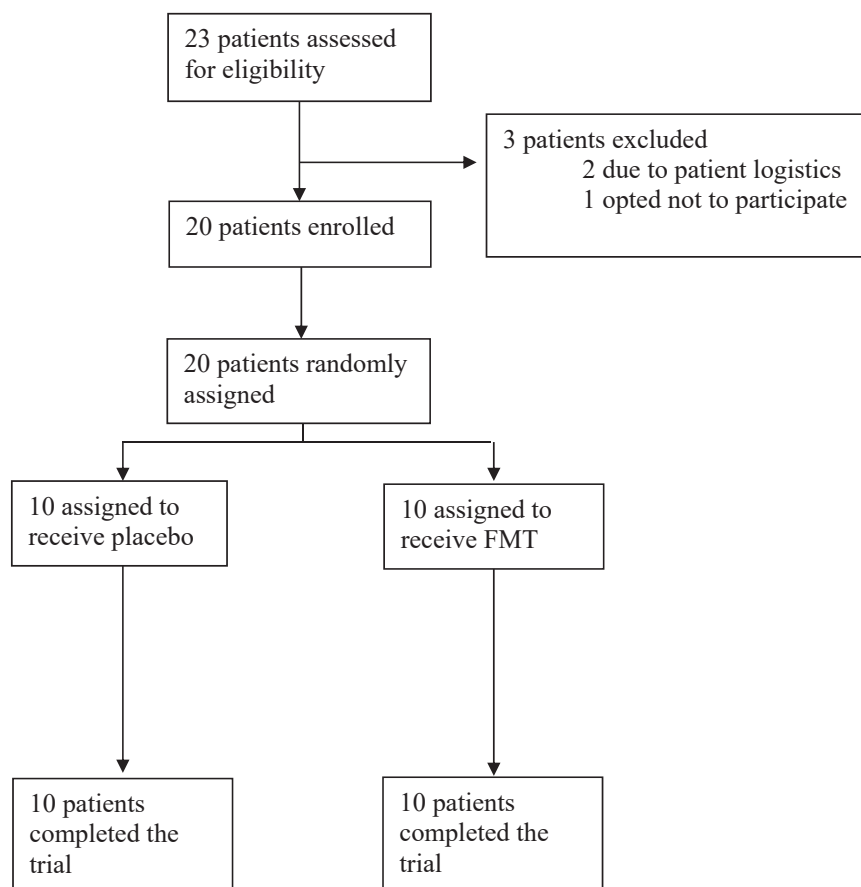 23 patients assessed
for eligibility
3 patients excluded
2 due to patient logistics
1 opted not to participate
20 patients enrolled
20 patients randomly
assigned
10 assigned to
receive placebo
10 assigned to
receive FMT
10 patients
completed the
trial
10 patients
completed the
trial